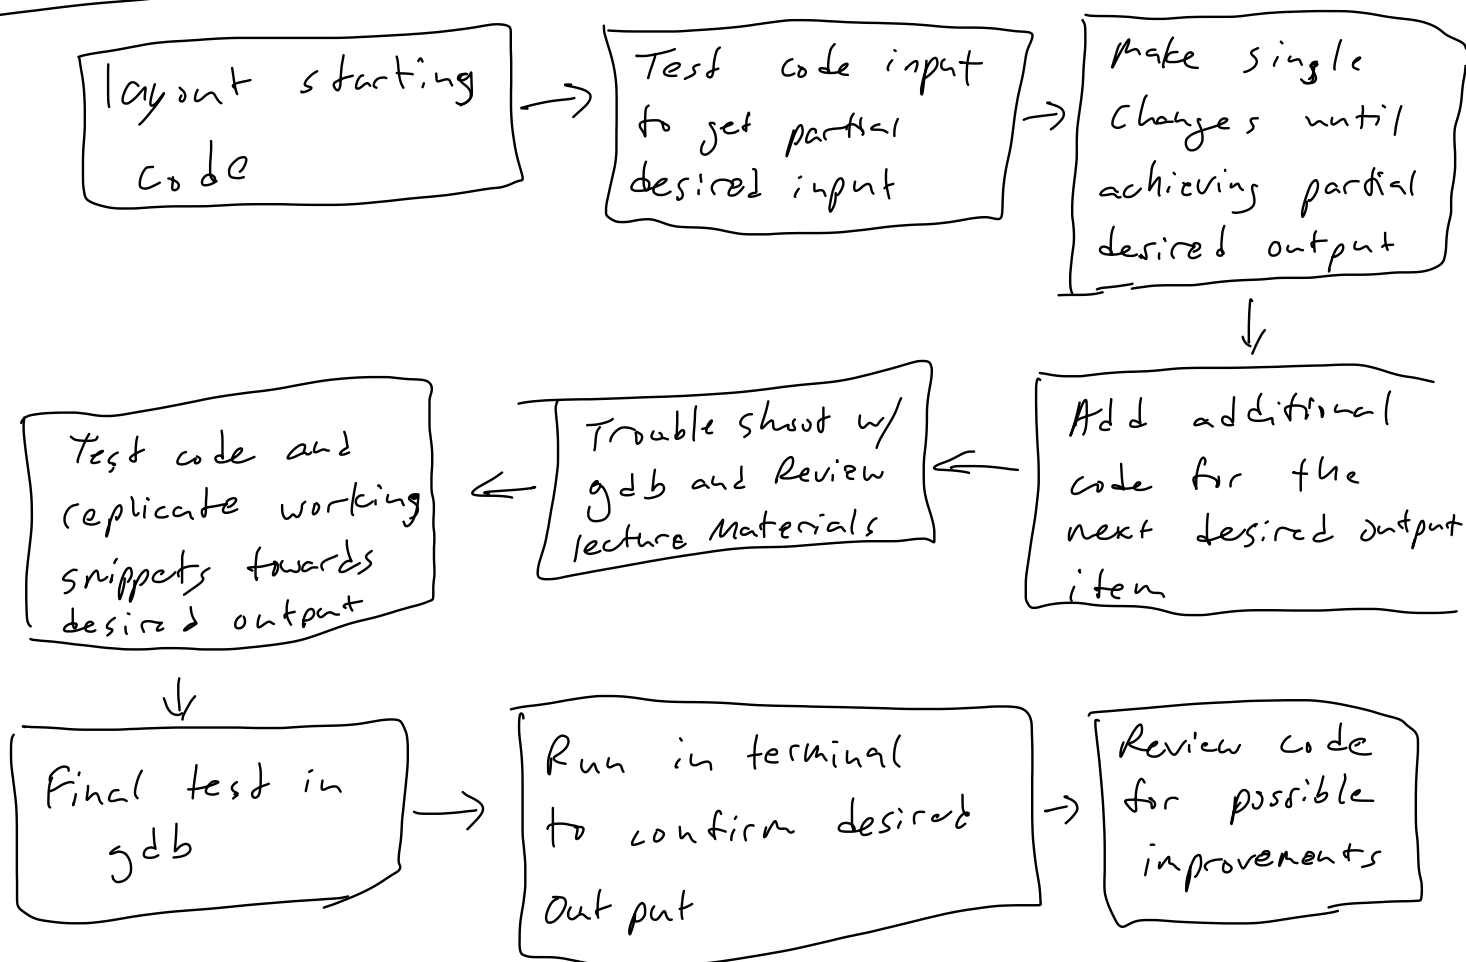 layout starting
code
Test code input
to get partial
desired input
Make single
changes until
achieving partial
desired output
Add additional
code for the
next desired output
item
Trouble shoot w/
gdb and Review
lecture Materials
Test code and
replicate working
snippets towards
desired output
Final test in
gdb
Run in terminal
to confirm desired
Output
Review code
for possible
improvements